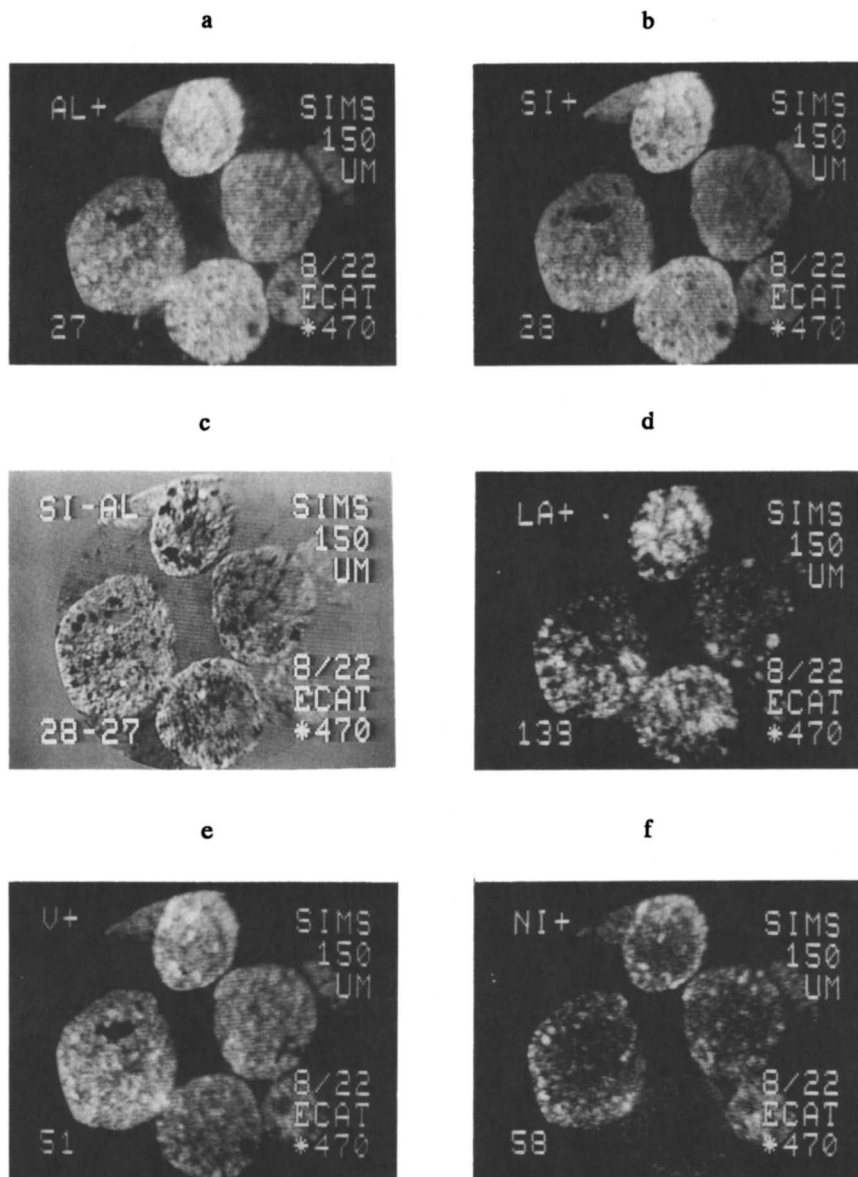 a
AL+ SIMS
150
UM
8/22
ECAT
27 *470
b
SI+ SIMS
150
UM
8/22
ECAT
28 *470
c
SI-AL SIMS
150
UM
8/22
ECAT
28-27 *470
d
LA+ SIMS
150
UM
8/22
ECAT
139 *470
e
V+ SIMS
150
UM
8/22
ECAT
51 *470
f
NI+ SIMS
150
UM
8/22
ECAT
58 *470